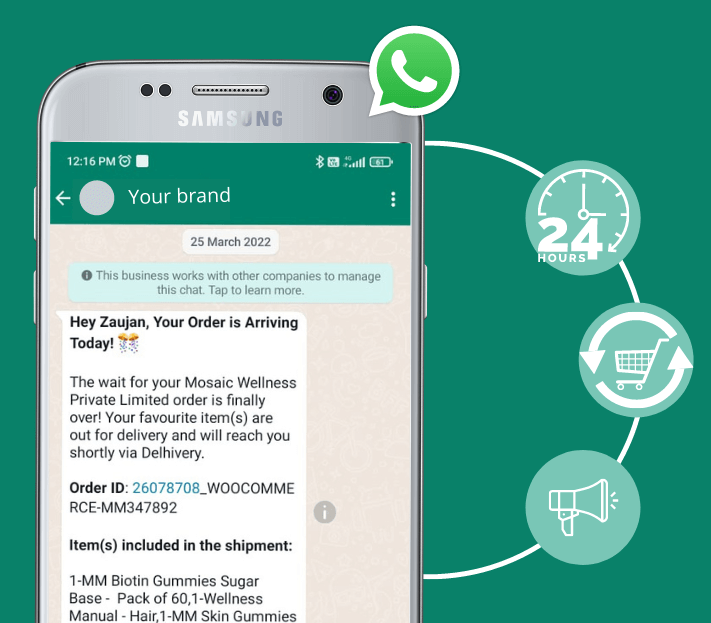 SAMSUNG
12:16 PM
4G
61
Your brand
25 March 2022
This business works with other companies to manage
this chat. Tap to learn more.
Hey Zaujan, Your Order is Arriving
Today! 🎊
The wait for your Mosaic Wellness
Private Limited order is finally
over! Your favourite item(s) are
out for delivery and will reach you
shortly via Delhivery.
Order ID: 26078708_WOOCOMME
RCE-MM347892
Item(s) included in the shipment:
1-MM Biotin Gummies Sugar
Base - Pack of 60,1-Wellness
Manual - Hair,1-MM Skin Gummies
24
HOURS